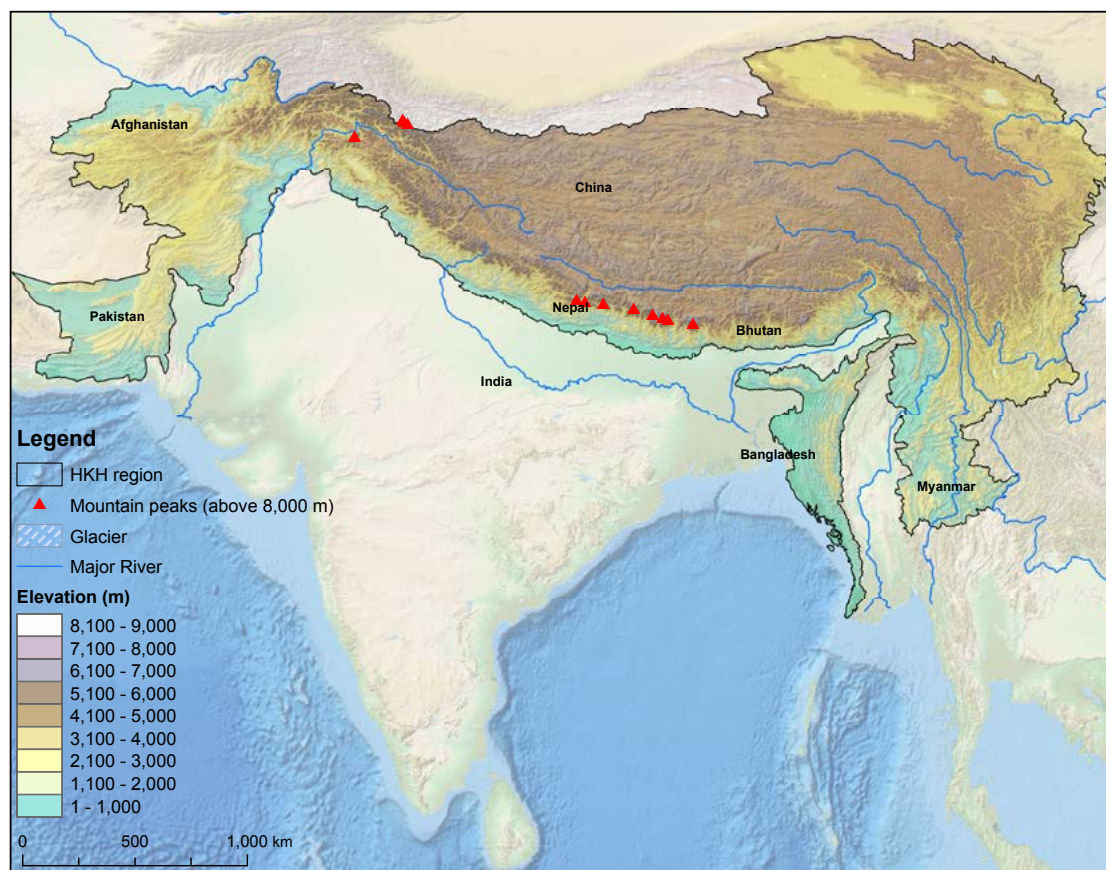 Afghanistan
China
Pakistan
Nepal
Bhutan
India
Bangladesh
Myanmar
Legend
HKH region
Mountain peaks (above 8,000 m)
Glacier
Major River
Elevation (m)
8,100 - 9,000
7,100 - 8,000
6,100 - 7,000
5,100 - 6,000
4,100 - 5,000
3,100 - 4,000
2,100 - 3,000
1,100 - 2,000
1 - 1,000
0 500 1,000 km